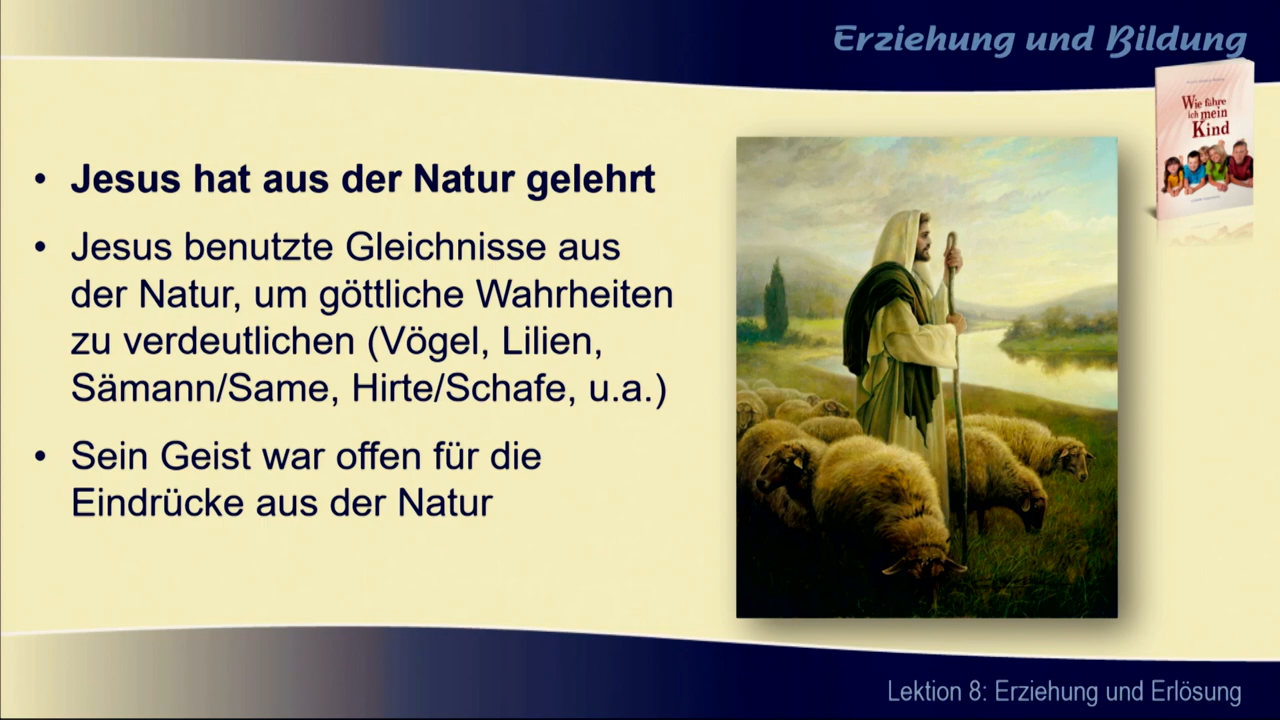 Erziehung und Bildung
Wie führe
ich mein
Kind
• Jesus hat aus der Natur gelehrt
• Jesus benutzte Gleichnisse aus
der Natur, um göttliche Wahrheiten
zu verdeutlichen (Vögel, Lilien,
Sämann/Same, Hirte/Schafe, u.a.)
• Sein Geist war offen für die
Eindrücke aus der Natur
Lektion 8: Erziehung und Erlösung